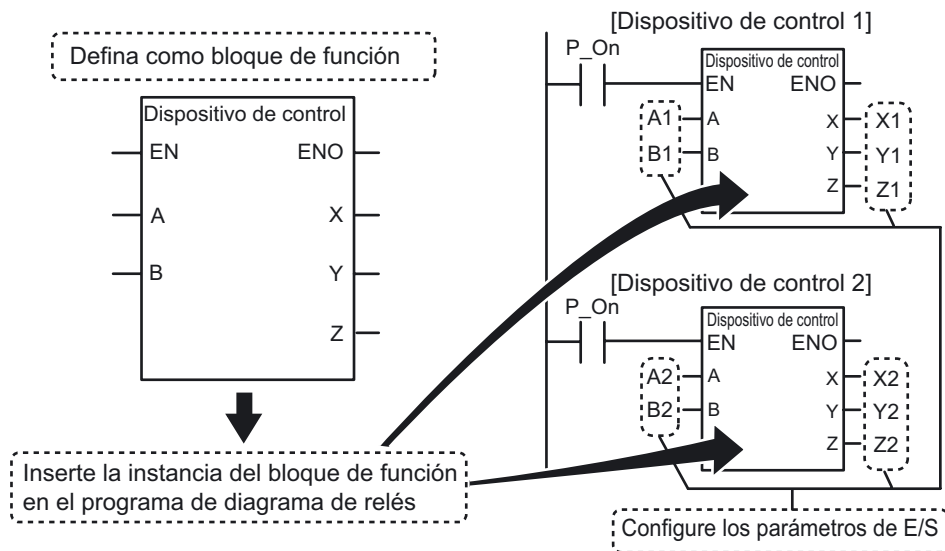 Defina como bloque de función
Dispositivo de control
EN ENO
A X
B Y
Z
Inserte la instancia del bloque de función
en el programa de diagrama de relés
[Dispositivo de control 1]
P_On
Dispositivo de control
EN ENO
A1 A X X1
B1 B Y Y1
Z Z1
[Dispositivo de control 2]
P_On
Dispositivo de control
EN ENO
A2 A X X2
B2 B Y Y2
Z Z2
Configure los parámetros de E/S